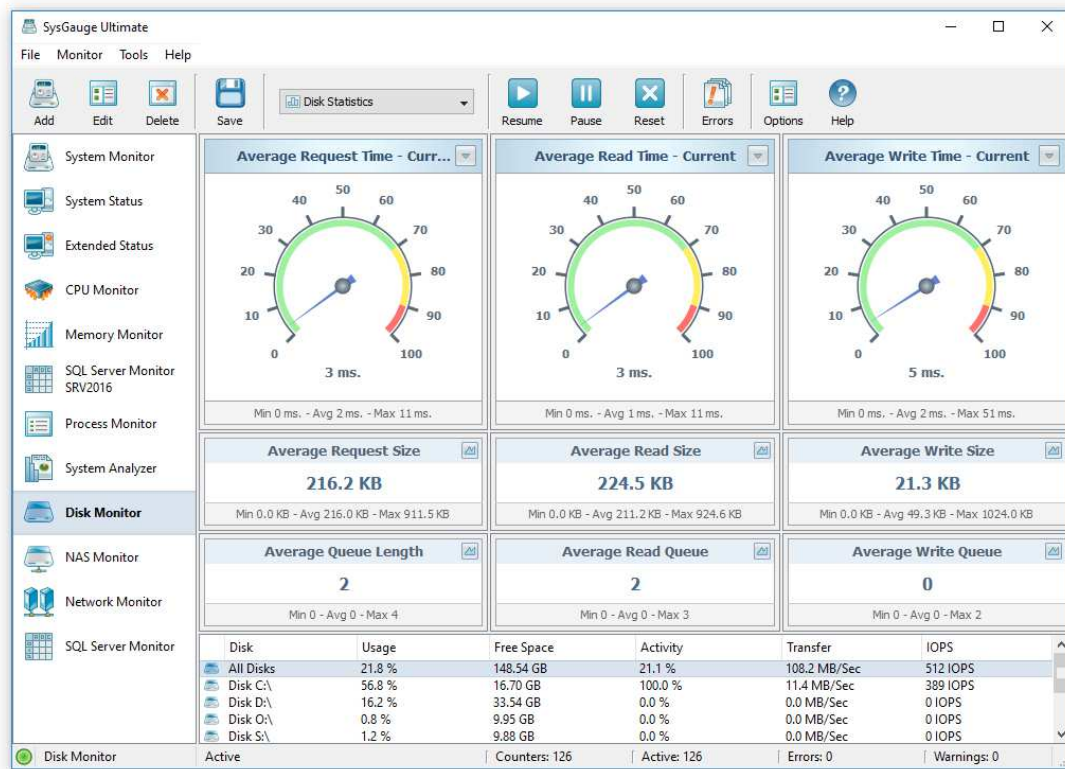 SysGauge Ultimate
File Monitor Tools Help
Add Edit Delete Save Disk Statistics Resume Pause Reset Errors Options Help
System Monitor
System Status
Extended Status
CPU Monitor
Memory Monitor
SQL Server Monitor
SRV2016
Process Monitor
System Analyzer
Disk Monitor
NAS Monitor
Network Monitor
SQL Server Monitor
Average Request Time - Curr...
0 10 20 30 40 50 60 70 80 90 100
3 ms.
Min 0 ms. - Avg 2 ms. - Max 11 ms.
Average Read Time - Current
0 10 20 30 40 50 60 70 80 90 100
3 ms.
Min 0 ms. - Avg 1 ms. - Max 11 ms.
Average Write Time - Current
0 10 20 30 40 50 60 70 80 90 100
5 ms.
Min 0 ms. - Avg 2 ms. - Max 51 ms.
Average Request Size
216.2 KB
Min 0.0 KB - Avg 216.0 KB - Max 911.5 KB
Average Read Size
224.5 KB
Min 0.0 KB - Avg 211.2 KB - Max 924.6 KB
Average Write Size
21.3 KB
Min 0.0 KB - Avg 49.3 KB - Max 1024.0 KB
Average Queue Length
2
Min 0 - Avg 0 - Max 4
Average Read Queue
2
Min 0 - Avg 0 - Max 3
Average Write Queue
0
Min 0 - Avg 0 - Max 2
Disk Usage Free Space Activity Transfer IOPS
All Disks 21.8 % 148.54 GB 21.1 % 108.2 MB/Sec 512 IOPS
Disk C:\ 56.8 % 16.70 GB 100.0 % 11.4 MB/Sec 389 IOPS
Disk D:\ 16.2 % 33.54 GB 0.0 % 0.0 MB/Sec 0 IOPS
Disk O:\ 0.8 % 9.95 GB 0.0 % 0.0 MB/Sec 0 IOPS
Disk S:\ 1.2 % 9.88 GB 0.0 % 0.0 MB/Sec 0 IOPS
Disk Monitor Active Counters: 126 Active: 126 Errors: 0 Warnings: 0